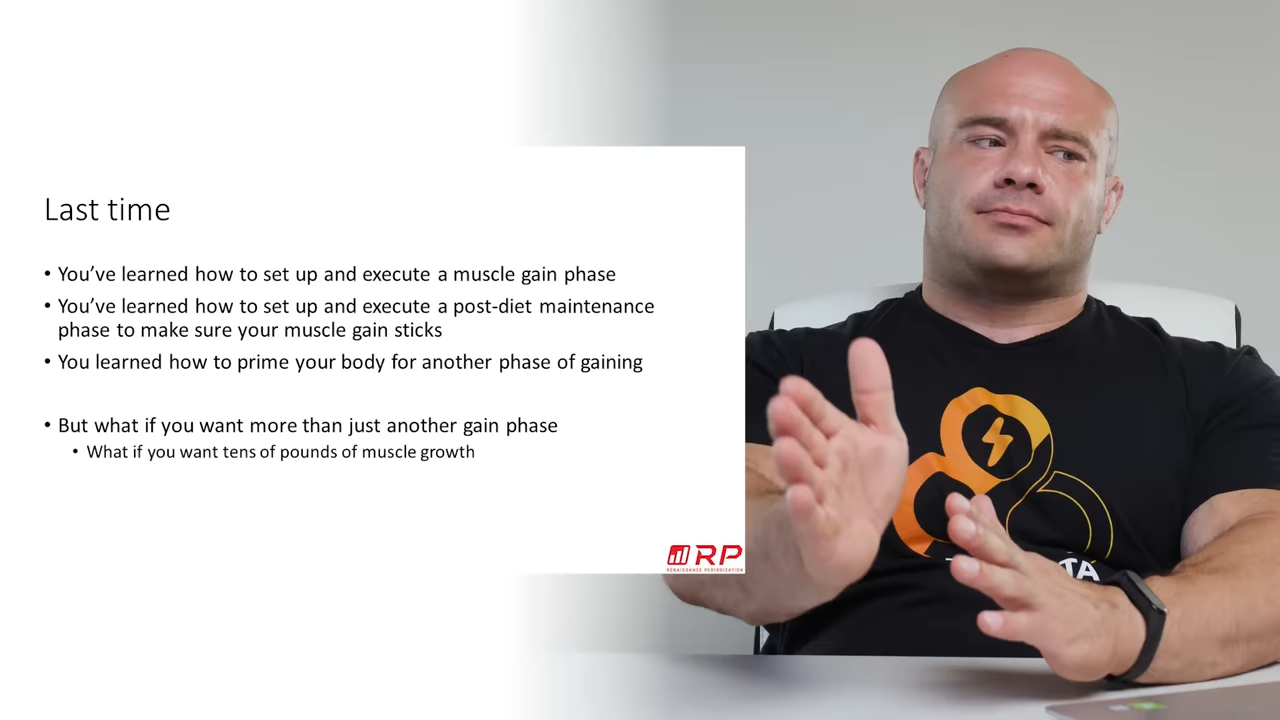 Last time
• You’ve learned how to set up and execute a muscle gain phase
• You’ve learned how to set up and execute a post-diet maintenance
phase to make sure your muscle gain sticks
• You learned how to prime your body for another phase of gaining
• But what if you want more than just another gain phase
• What if you want tens of pounds of muscle growth
RP
RENAISSANCE PERIODIZATION